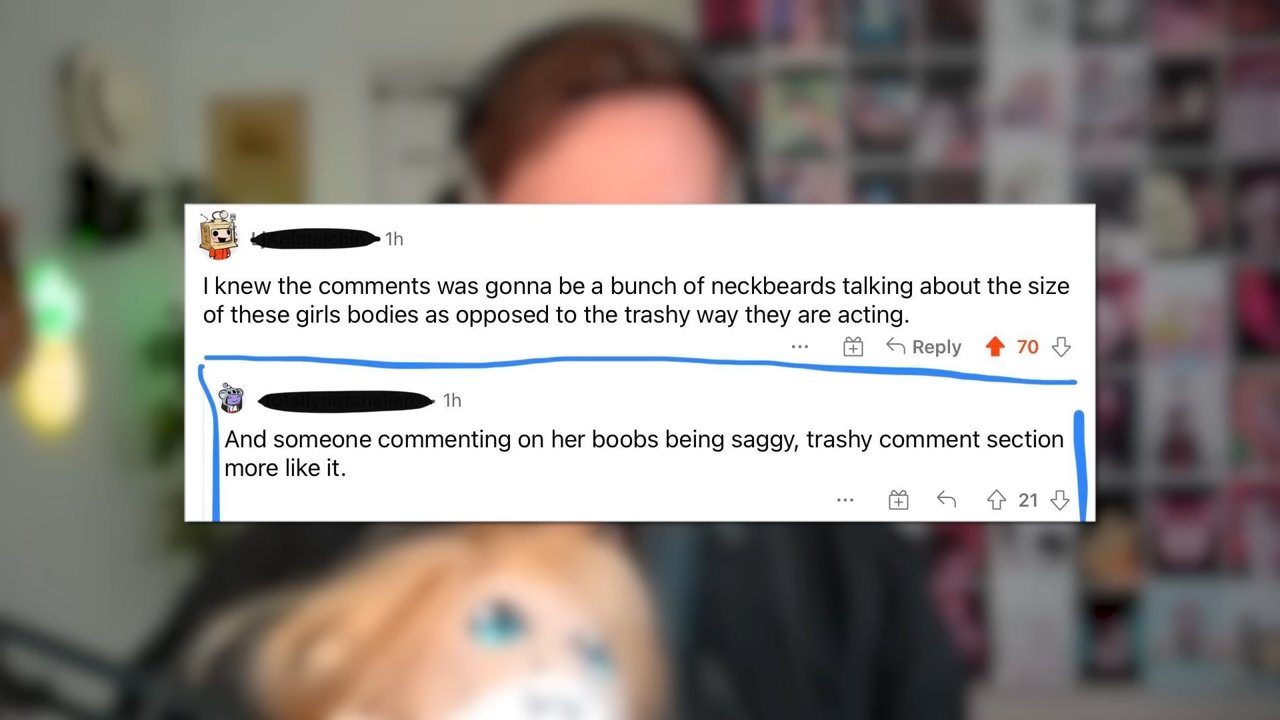 1h
I knew the comments was gonna be a bunch of neckbeards talking about the size
of these girls bodies as opposed to the trashy way they are acting.
... Reply 70
1h
And someone commenting on her boobs being saggy, trashy comment section
more like it.
... 21